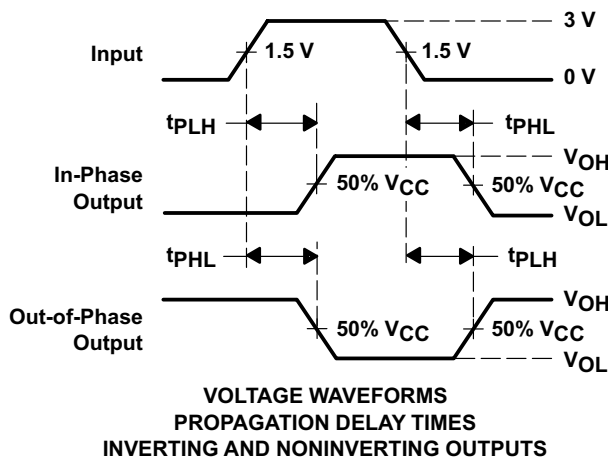 3 V
Input
1.5 V
1.5 V
0 V
tPLH
tPHL
VOH
In-Phase
Output
50% VCC
50% VCC
VOL
tPHL
tPLH
VOH
Out-of-Phase
Output
50% VCC
50% VCC
VOL
VOLTAGE WAVEFORMS
PROPAGATION DELAY TIMES
INVERTING AND NONINVERTING OUTPUTS